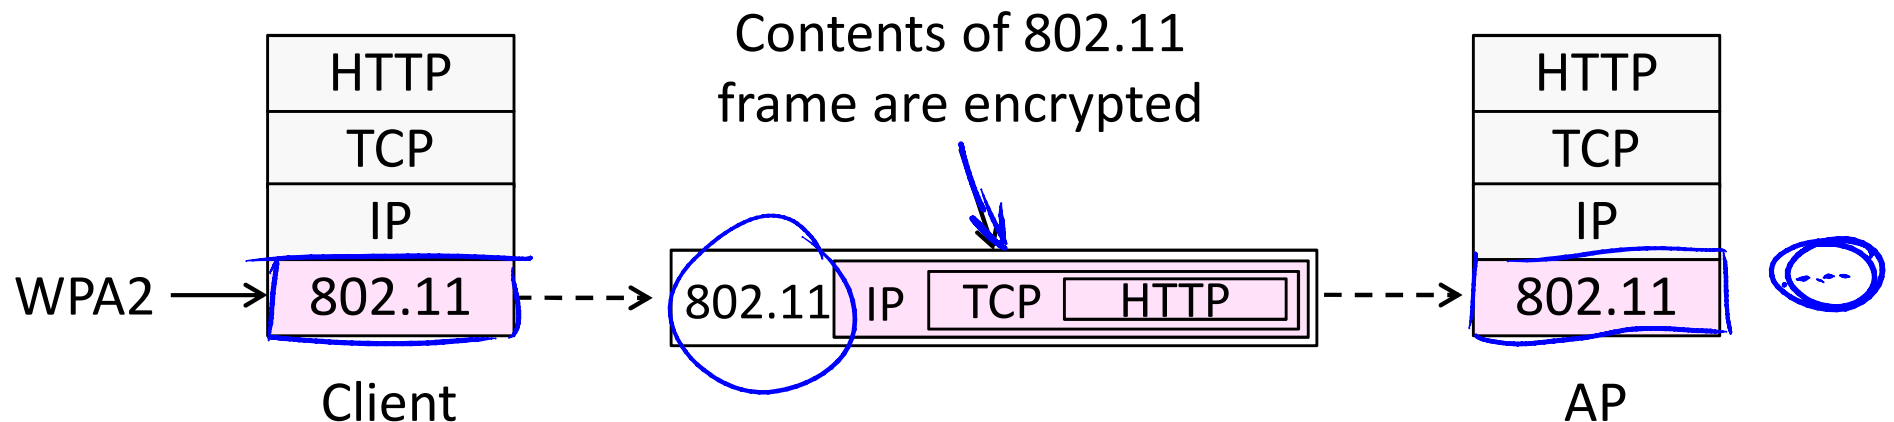 HTTP
TCP
IP
802.11
WPA2
Client
Contents of 802.11
frame are encrypted
802.11 IP TCP HTTP
HTTP
TCP
IP
802.11
AP